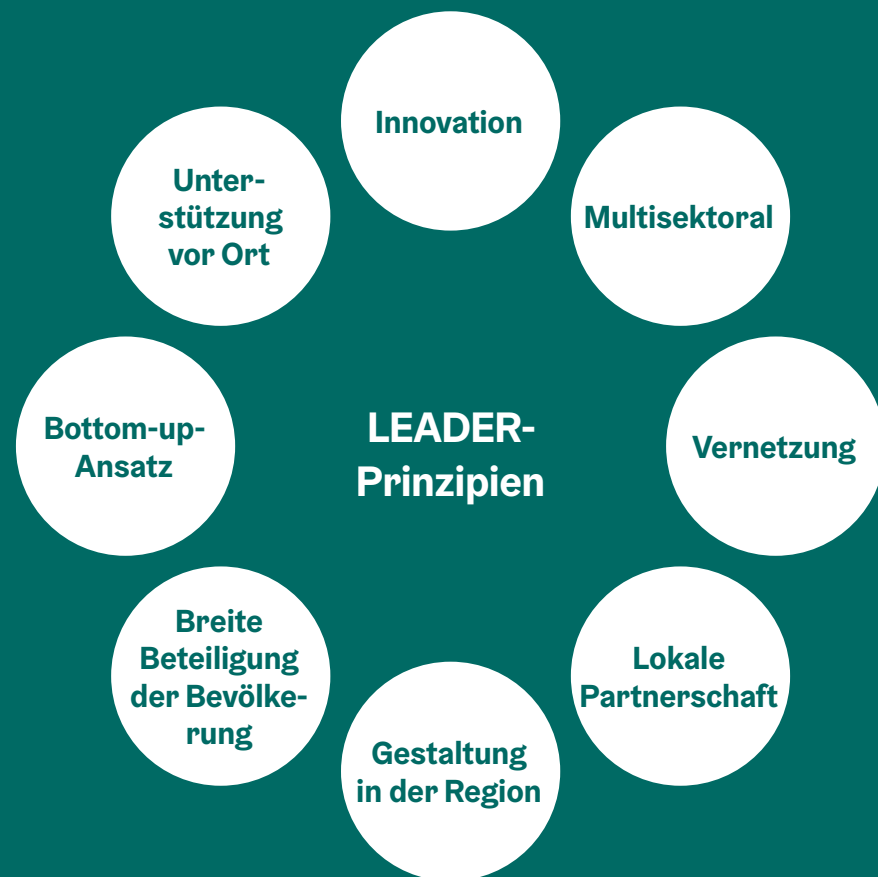 Innovation
Unter-
stützung
vor Ort
Multisektoral
Bottom-up-
Ansatz
LEADER-
Prinzipien
Vernetzung
Breite
Beteiligung
der Bevölke-
rung
Lokale
Partnerschaft
Gestaltung
in der Region